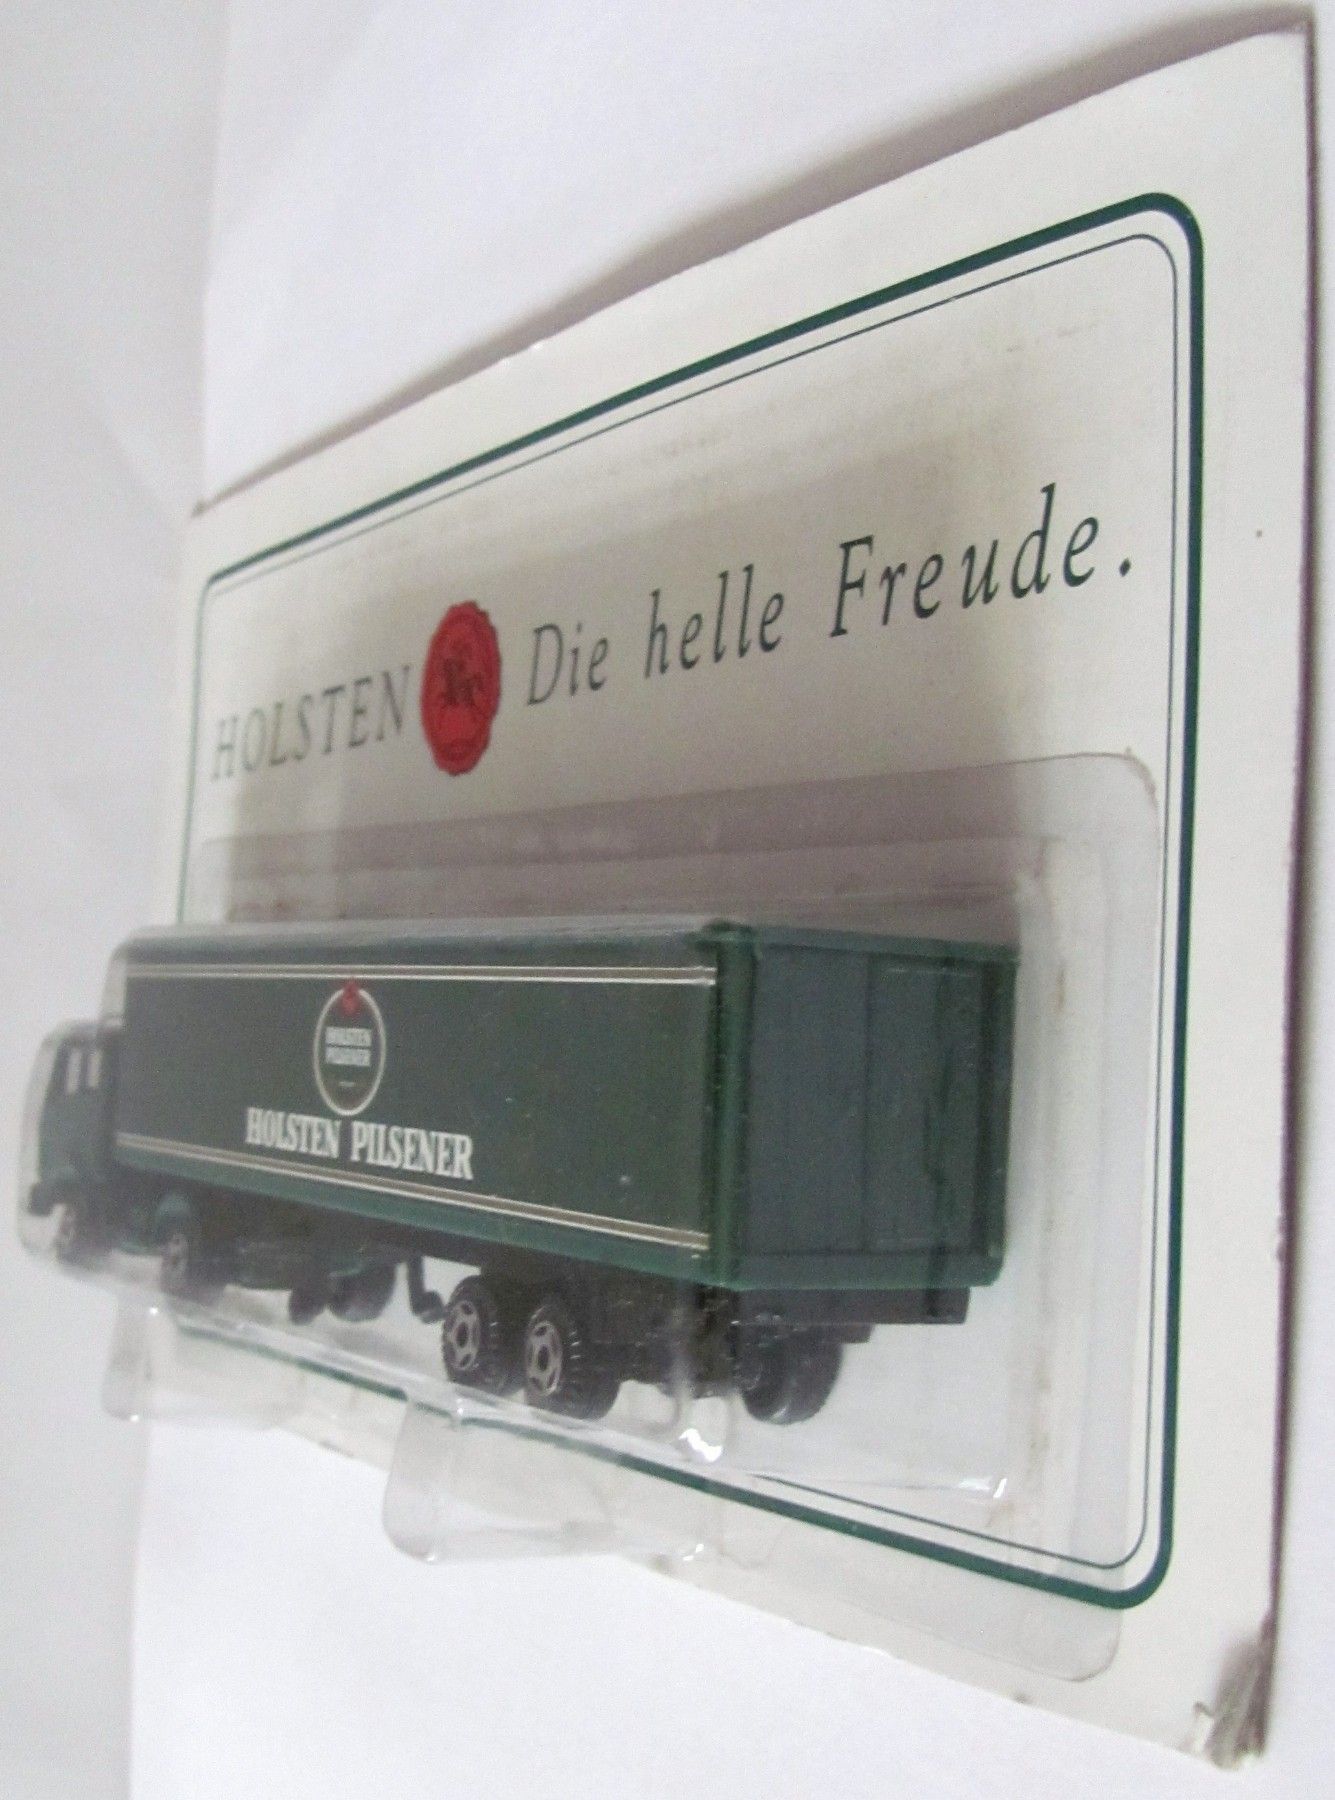 HOLSTEN Die helle Freude.
HOLSTEN
PILSENER
HOLSTEN PILSENER